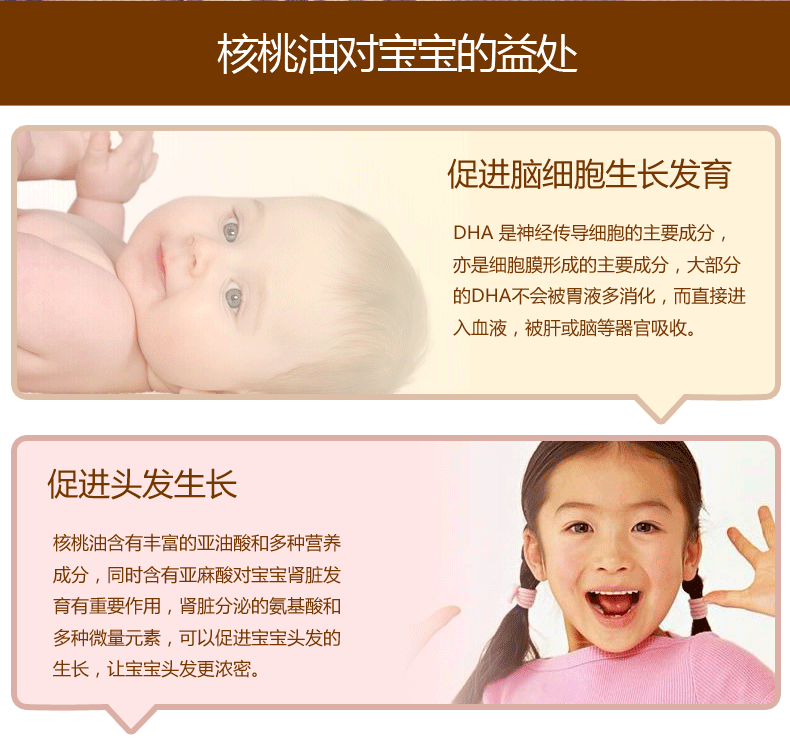 核桃油对宝宝的益处
促进脑细胞生长发育
DHA 是神经传导细胞的主要成分，
亦是细胞膜形成的主要成分，大部分
的DHA不会被胃液多消化，而直接进
入血液，被肝或脑等器官吸收。
促进头发生长
核桃油含有丰富的亚油酸和多种营养
成分，同时含有亚麻酸对宝宝肾脏发
育有重要作用，肾脏分泌的氨基酸和
多种微量元素，可以促进宝宝头发的
生长，让宝宝头发更浓密。